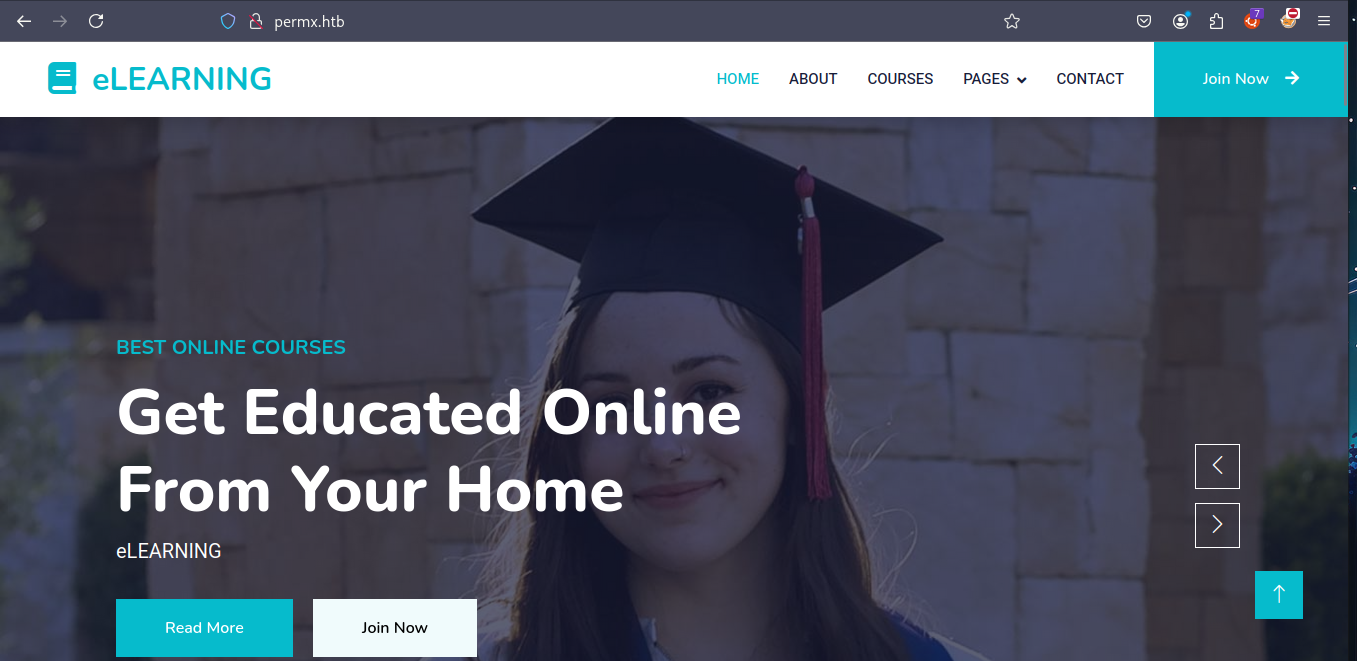 permx.htb
7
eLEARNING
HOME ABOUT COURSES PAGES CONTACT Join Now
BEST ONLINE COURSES
Get Educated Online
From Your Home
eLEARNING
Read More Join Now